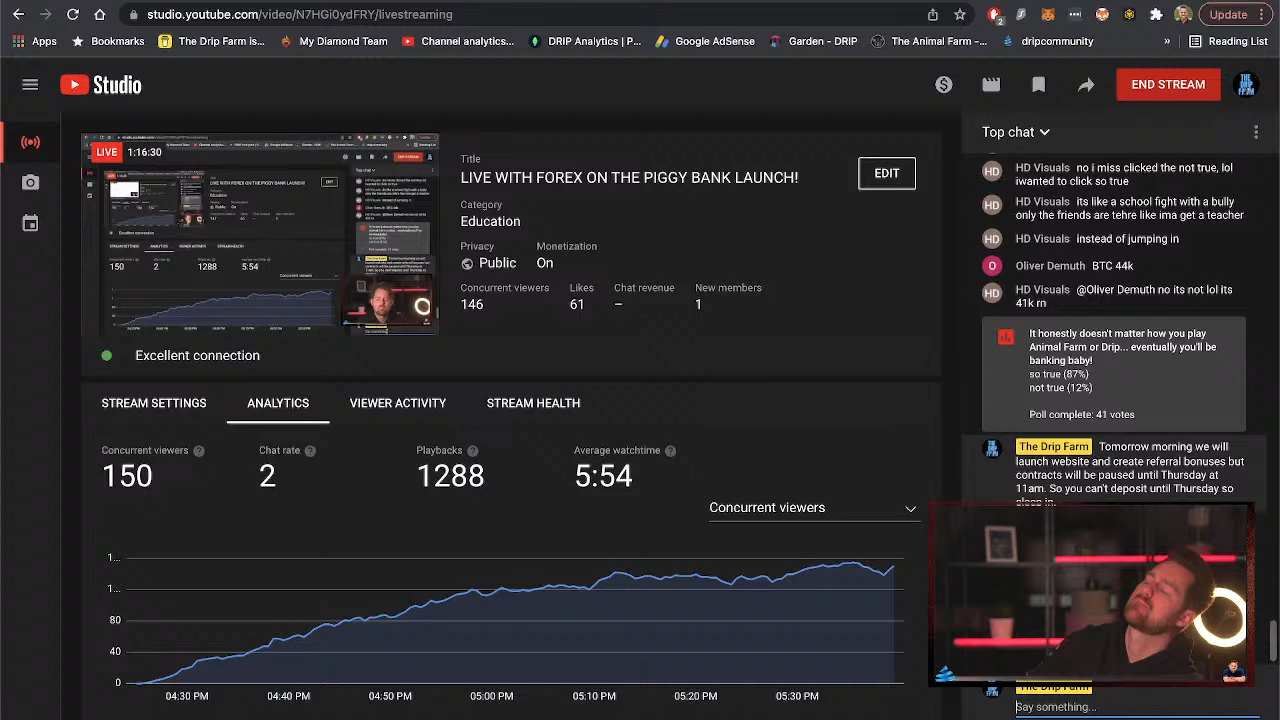 studio.youtube.com/video/N7HGi0ydFRY/livestreaming
2
Update
Apps
Bookmarks
The Drip Farm is...
My Diamond Team
Channel analytics...
DRIP Analytics | P...
Google AdSense
Garden – DRIP
The Animal Farm –...
dripcommunity
»
Reading List
Studio
END STREAM
LIVE 1:16:30
Title
LIVE WITH FOREX ON THE PIGGY BANK LAUNCH!
EDIT
Category
Education
Privacy
Monetization
Public
On
Concurrent viewers
Likes
Chat revenue
New members
146
61
–
1
Excellent connection
STREAM SETTINGS
ANALYTICS
VIEWER ACTIVITY
STREAM HEALTH
Concurrent viewers
Chat rate
Playbacks
Average watchtime
150
2
1288
5:54
Concurrent viewers
1...
1...
80
40
0
04:30 PM
04:40 PM
04:50 PM
05:00 PM
05:10 PM
05:20 PM
05:30 PM
Top chat
HD Visuals no i clicked the not true, lol
iwanted to click so true
HD Visuals its like a school fight with a bully
only the friends are like im a get a teacher
HD Visuals instead of jumping in
Oliver Demuth BTC 34k
HD Visuals @Oliver Demuth no its not lol its
41k rn
It honestly doesn't matter how you play
Animal Farm or Drip... eventually you'll be
banking baby!
so true (87%)
not true (12%)
Poll complete: 41 votes
The Drip Farm Tomorrow morning we will
launch website and create referral bonuses but
contracts will be paused until Thursday at
11am. So you can't deposit until Thursday so
sleep in.
The Drip Farm
Say something...